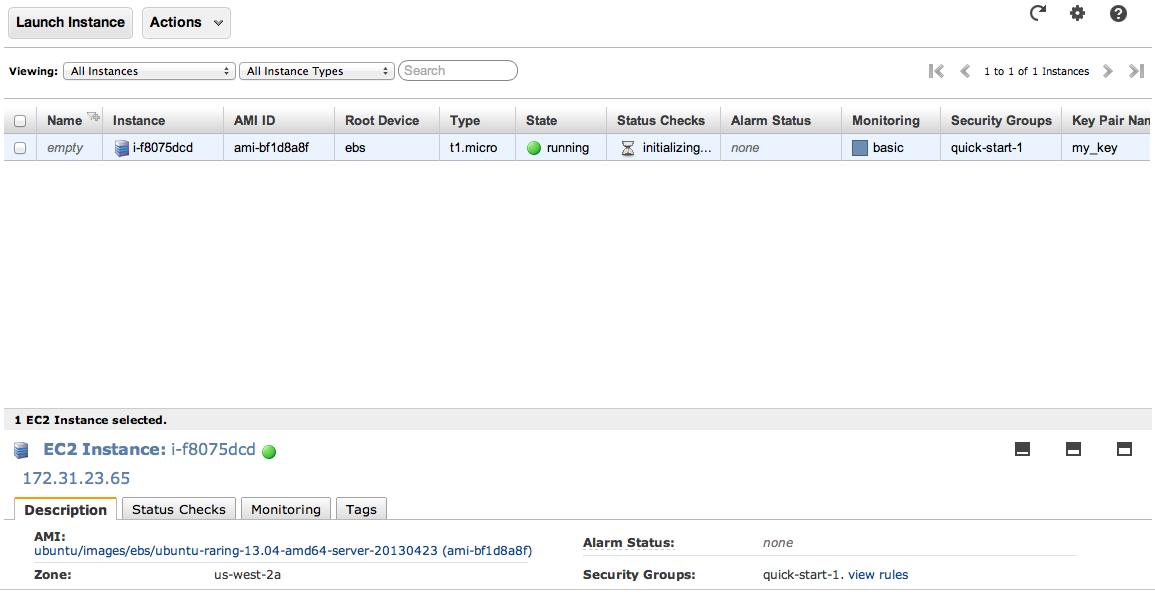 Launch Instance Actions
Viewing: All Instances All Instance Types Search 1 to 1 of 1 Instances
Name Instance AMI ID Root Device Type State Status Checks Alarm Status Monitoring Security Groups Key Pair Nan
empty i-f8075dcd ami-bf1d8a8f ebs t1.micro running initializing... none basic quick-start-1 my_key
1 EC2 Instance selected.
EC2 Instance: i-f8075dcd
172.31.23.65
Description Status Checks Monitoring Tags
AMI:
ubuntu/images/ebs/ubuntu-raring-13.04-amd64-server-20130423 (ami-bf1d8a8f)
Alarm Status: none
Zone: us-west-2a
Security Groups: quick-start-1. view rules